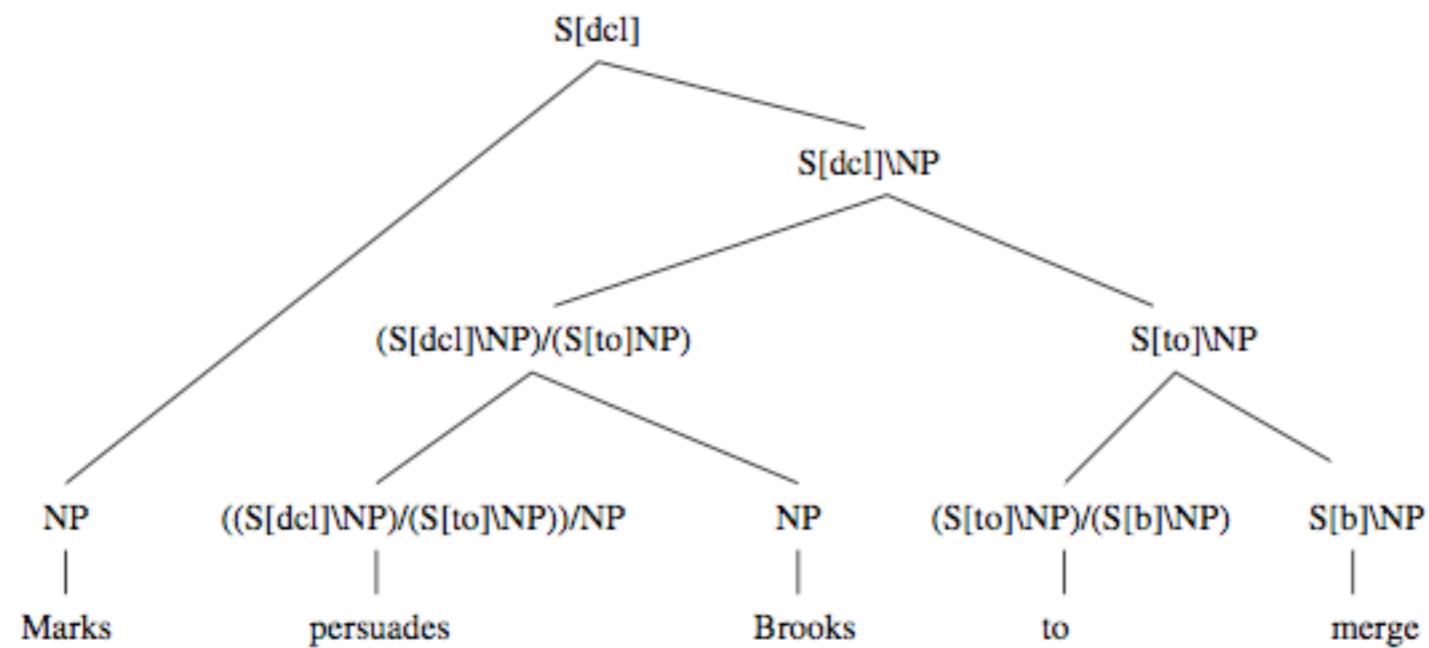 S[dcl]
S[dcl]\NP
(S[dcl]\NP)/(S[to]NP) S[to]\NP
NP ((S[dcl]\NP)/(S[to]\NP))/NP NP (S[to]\NP)/(S[b]\NP) S[b]\NP
Marks persuades Brooks to merge